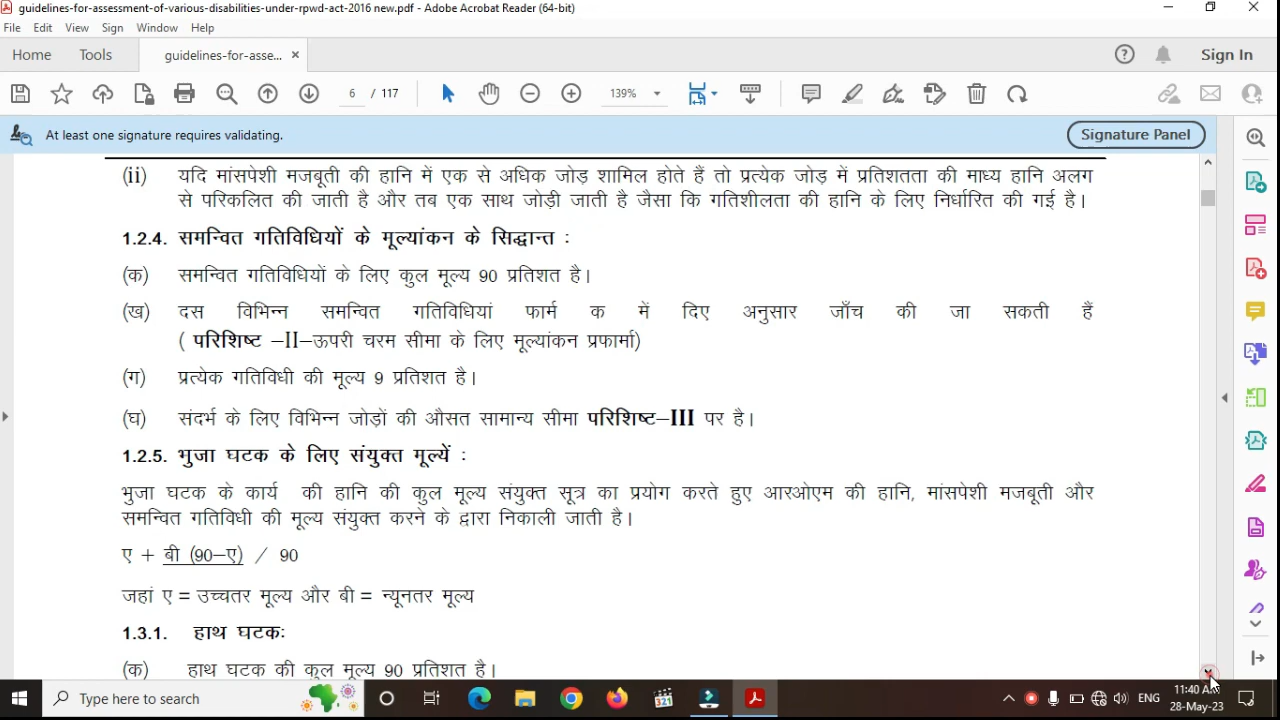 guidelines-for-assessment-of-various-disabilities-under-rpwd-act-2016 new.pdf - Adobe Acrobat Reader (64-bit)
File Edit View Sign Window Help
Home Tools guidelines-for-asse... Sign In
6 / 117 139%
At least one signature requires validating. Signature Panel
(ii) यदि मांसपेशी मजबूती की हानि में एक से अधिक जोड़ शामिल होते हैं तो प्रत्येक जोड़ में प्रतिशतता की माध्य हानि अलग
से परिकलित की जाती है और तब एक साथ जोड़ी जाती है जैसा कि गतिशीलता की हानि के लिए निर्धारित की गई है।
1.2.4. समन्वित गतिविधियों के मूल्यांकन के सिद्धान्त :
(क) समन्वित गतिविधियों के लिए कुल मूल्य 90 प्रतिशत है।
(ख) दस विभिन्न समन्वित गतिविधियां फार्म क में दिए अनुसार जाँच की जा सकती हैं
( परिशिष्ट –II–ऊपरी चरम सीमा के लिए मूल्यांकन प्रफार्मा)
(ग) प्रत्येक गतिविधी की मूल्य 9 प्रतिशत है।
(घ) संदर्भ के लिए विभिन्न जोड़ों की औसत सामान्य सीमा परिशिष्ट–III पर है।
1.2.5. भुजा घटक के लिए संयुक्त मूल्यें :
भुजा घटक के कार्य की हानि की कुल मूल्य संयुक्त सूत्र का प्रयोग करते हुए आरओएम की हानि, मांसपेशी मजबूती और
समन्वित गतिविधी की मूल्य संयुक्त करने के द्वारा निकाली जाती है।
ए + बी (90–ए) / 90
जहां ए = उच्चतर मूल्य और बी = न्यूनतर मूल्य
1.3.1. हाथ घटकः
(क) हाथ घटक की कुल मूल्य 90 प्रतिशत है।
Type here to search 321 ENG 11:40 AM
28-May-23